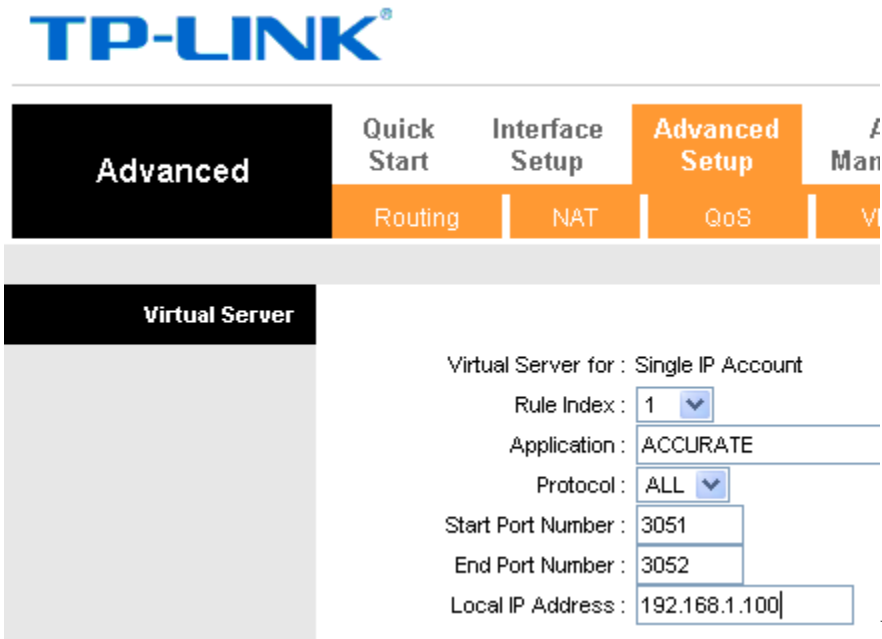 TP-LINK®
Advanced
Quick Start
Interface Setup
Advanced Setup
Routing
NAT
QoS
Virtual Server
Virtual Server for : Single IP Account
Rule Index : 1
Application : ACCURATE
Protocol : ALL
Start Port Number : 3051
End Port Number : 3052
Local IP Address : 192.168.1.100